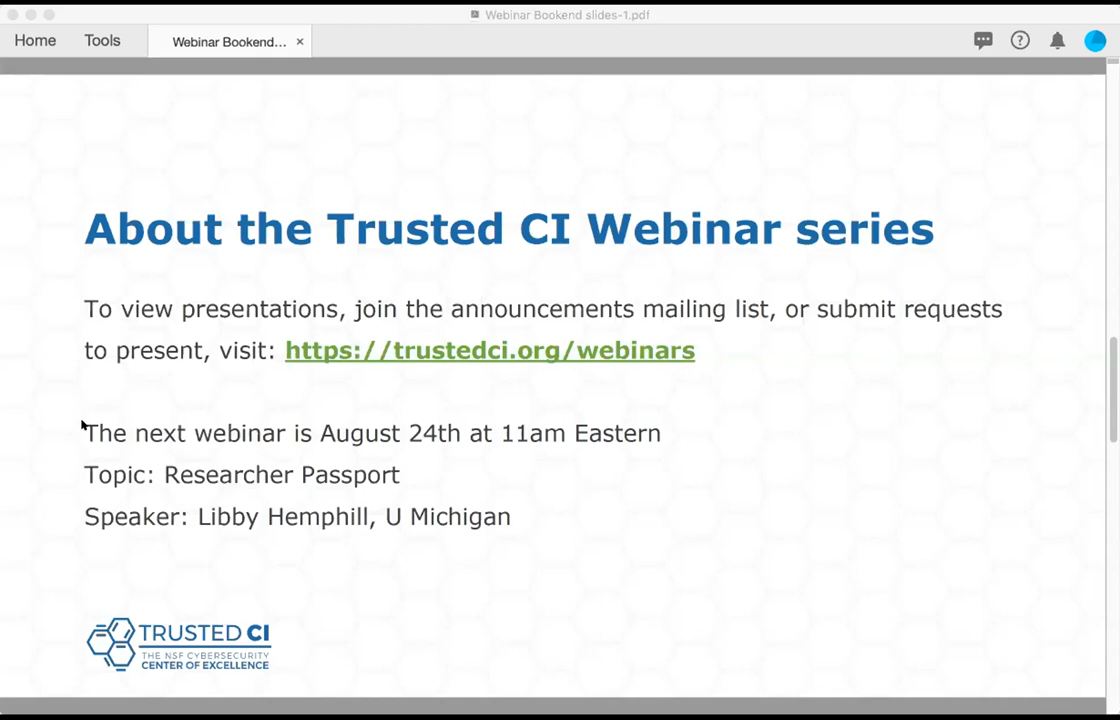 Webinar Bookend slides-1.pdf
Home Tools Webinar Bookend... ×
About the Trusted CI Webinar series
To view presentations, join the announcements mailing list, or submit requests
to present, visit: https://trustedci.org/webinars
The next webinar is August 24th at 11am Eastern
Topic: Researcher Passport
Speaker: Libby Hemphill, U Michigan
TRUSTED CI
THE NSF CYBERSECURITY
CENTER OF EXCELLENCE